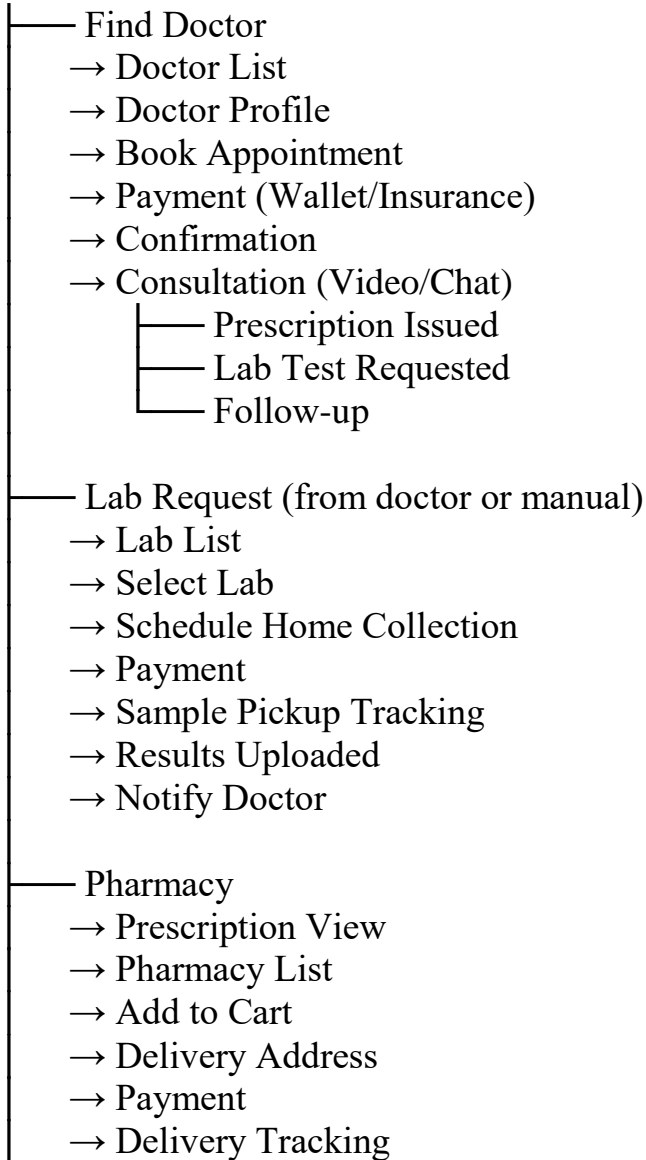 Find Doctor
→ Doctor List
→ Doctor Profile
→ Book Appointment
→ Payment (Wallet/Insurance)
→ Confirmation
→ Consultation (Video/Chat)
Prescription Issued
Lab Test Requested
Follow-up
Lab Request (from doctor or manual)
→ Lab List
→ Select Lab
→ Schedule Home Collection
→ Payment
→ Sample Pickup Tracking
→ Results Uploaded
→ Notify Doctor
Pharmacy
→ Prescription View
→ Pharmacy List
→ Add to Cart
→ Delivery Address
→ Payment
→ Delivery Tracking